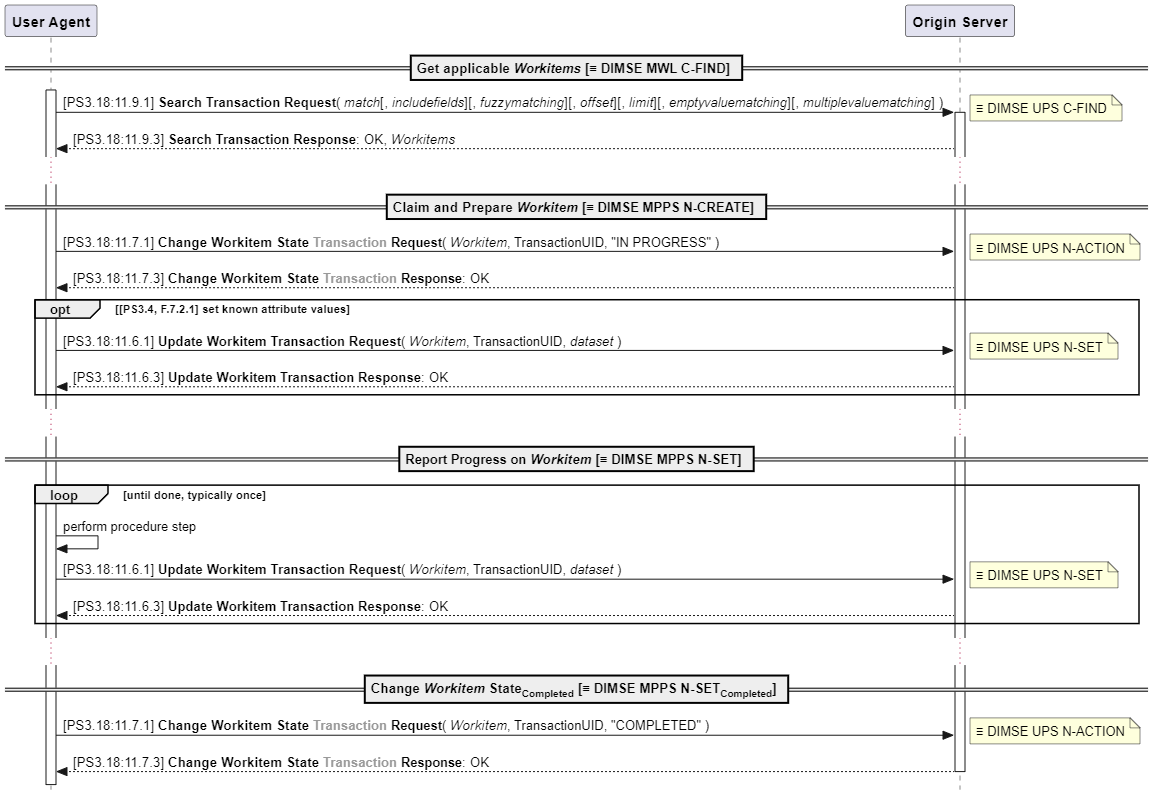 User Agent
Origin Server
Get applicable Workitems [≡ DIMSE MWL C-FIND]
[PS3.18:11.9.1] Search Transaction Request( match[, includefields][, fuzzymatching][, offset][, limit][, emptyvaluematching][, multiplevaluematching] )
≡ DIMSE UPS C-FIND
[PS3.18:11.9.3] Search Transaction Response: OK, Workitems
Claim and Prepare Workitem [≡ DIMSE MPPS N-CREATE]
[PS3.18:11.7.1] Change Workitem State Transaction Request( Workitem, TransactionUID, "IN PROGRESS" )
≡ DIMSE UPS N-ACTION
[PS3.18:11.7.3] Change Workitem State Transaction Response: OK
opt
[[PS3.4, F.7.2.1] set known attribute values]
[PS3.18:11.6.1] Update Workitem Transaction Request( Workitem, TransactionUID, dataset )
≡ DIMSE UPS N-SET
[PS3.18:11.6.3] Update Workitem Transaction Response: OK
Report Progress on Workitem [≡ DIMSE MPPS N-SET]
loop
[until done, typically once]
perform procedure step
[PS3.18:11.6.1] Update Workitem Transaction Request( Workitem, TransactionUID, dataset )
≡ DIMSE UPS N-SET
[PS3.18:11.6.3] Update Workitem Transaction Response: OK
Change Workitem StateCompleted [≡ DIMSE MPPS N-SETCompleted]
[PS3.18:11.7.1] Change Workitem State Transaction Request( Workitem, TransactionUID, "COMPLETED" )
≡ DIMSE UPS N-ACTION
[PS3.18:11.7.3] Change Workitem State Transaction Response: OK